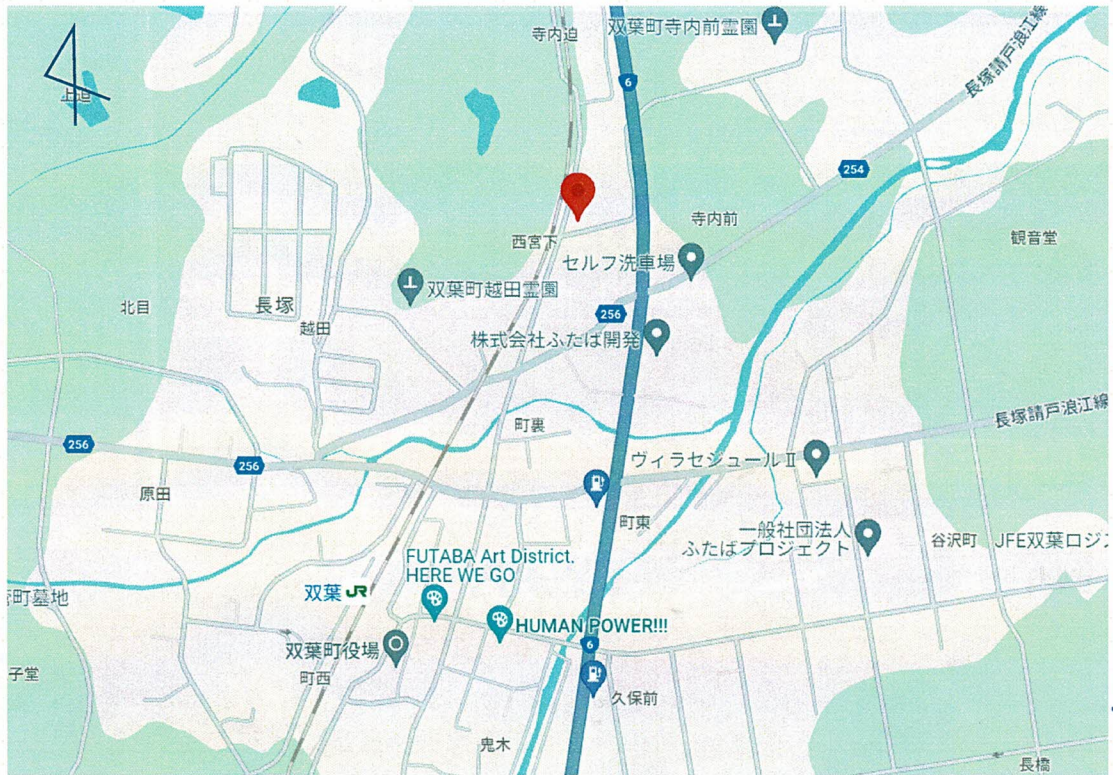 寺内迫
双葉町寺内前霊園
長塚請戸浪江線
上迫
6
254
寺内前
観音堂
西宮下
セルフ洗車場
双葉町越田霊園
北目
長塚
越田
256
株式会社ふたば開発
町裏
長塚請戸浪江線
256
256
ヴィラセジュールⅡ
原田
町東
一般社団法人
ふたばプロジェクト
谷沢町
JFE双葉ロジ
FUTABA Art District.
HERE WE GO
双葉 JR
町墓地
HUMAN POWER!!!
双葉町役場
6
子堂
町西
久保前
鬼木
長橋